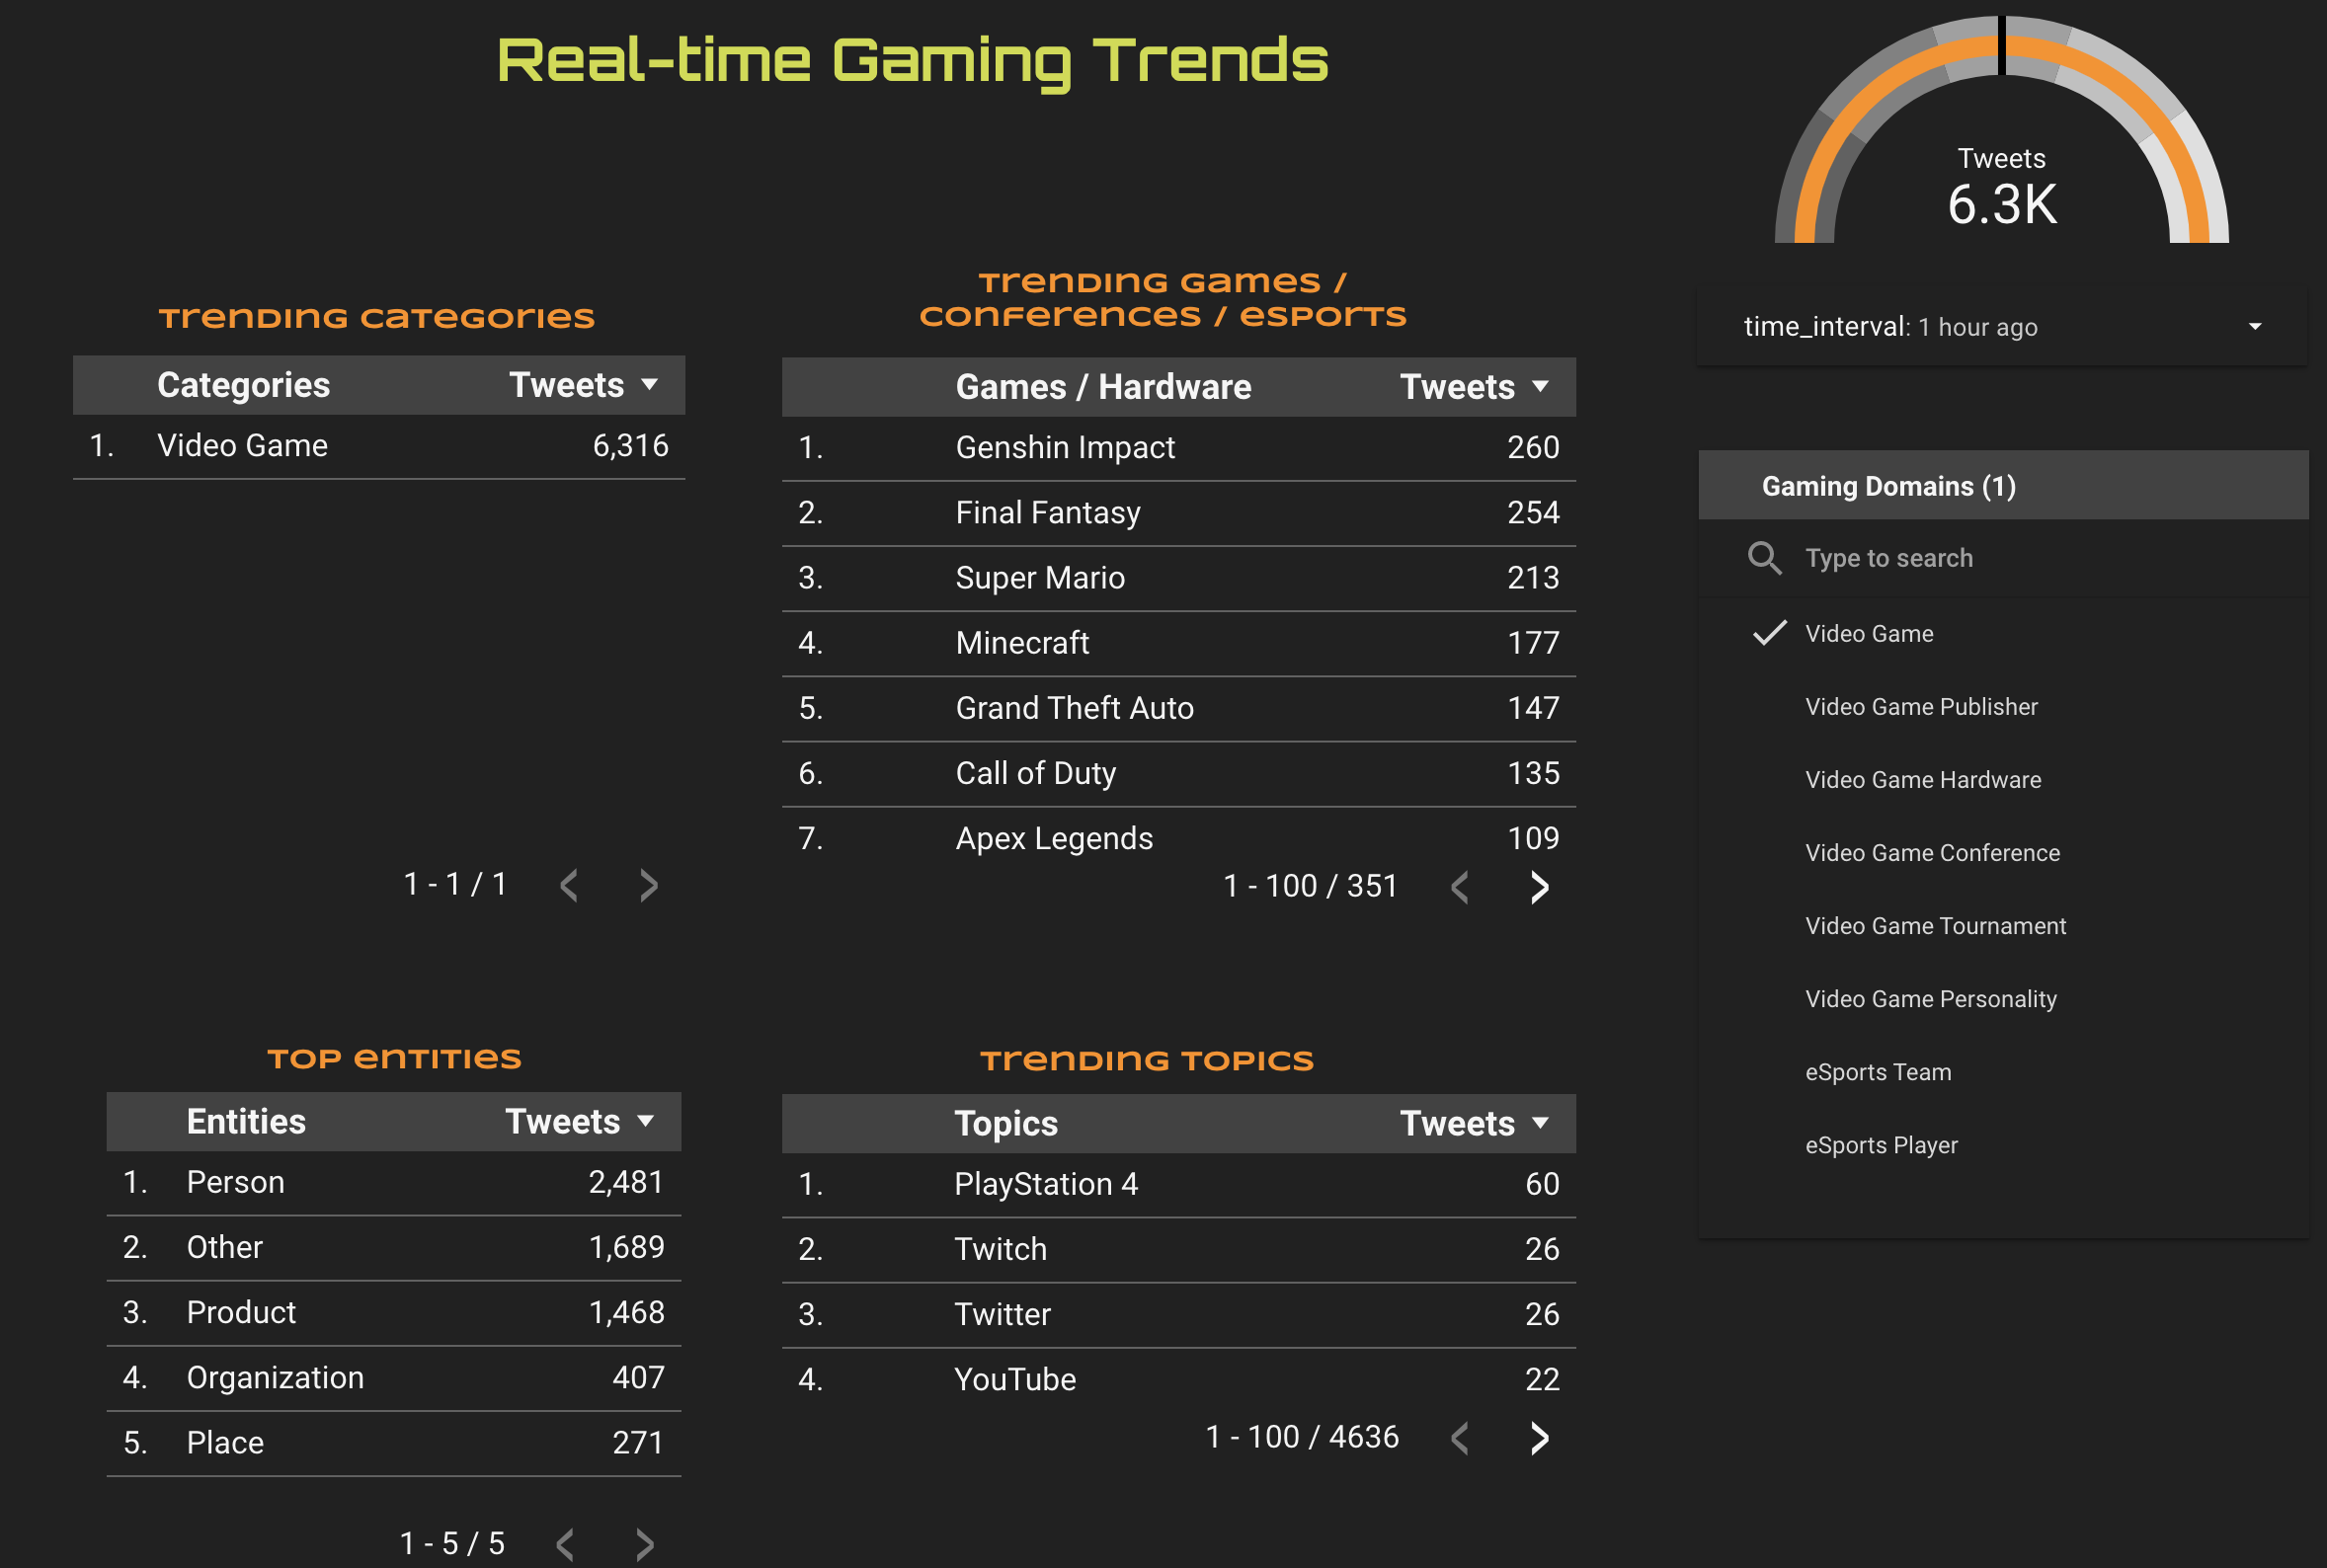 Real-time Gaming Trends
Tweets
6.3K
time_interval: 1 hour ago
Trending Categories
Categories Tweets
1. Video Game 6,316
1 - 1 / 1
Trending Games /
Conferences / eSports
Games / Hardware Tweets
1. Genshin Impact 260
2. Final Fantasy 254
3. Super Mario 213
4. Minecraft 177
5. Grand Theft Auto 147
6. Call of Duty 135
7. Apex Legends 109
1 - 100 / 351
Gaming Domains (1)
Type to search
Video Game
Video Game Publisher
Video Game Hardware
Video Game Conference
Video Game Tournament
Video Game Personality
eSports Team
eSports Player
Top Entities
Entities Tweets
1. Person 2,481
2. Other 1,689
3. Product 1,468
4. Organization 407
5. Place 271
1 - 5 / 5
Trending Topics
Topics Tweets
1. PlayStation 4 60
2. Twitch 26
3. Twitter 26
4. YouTube 22
1 - 100 / 4636